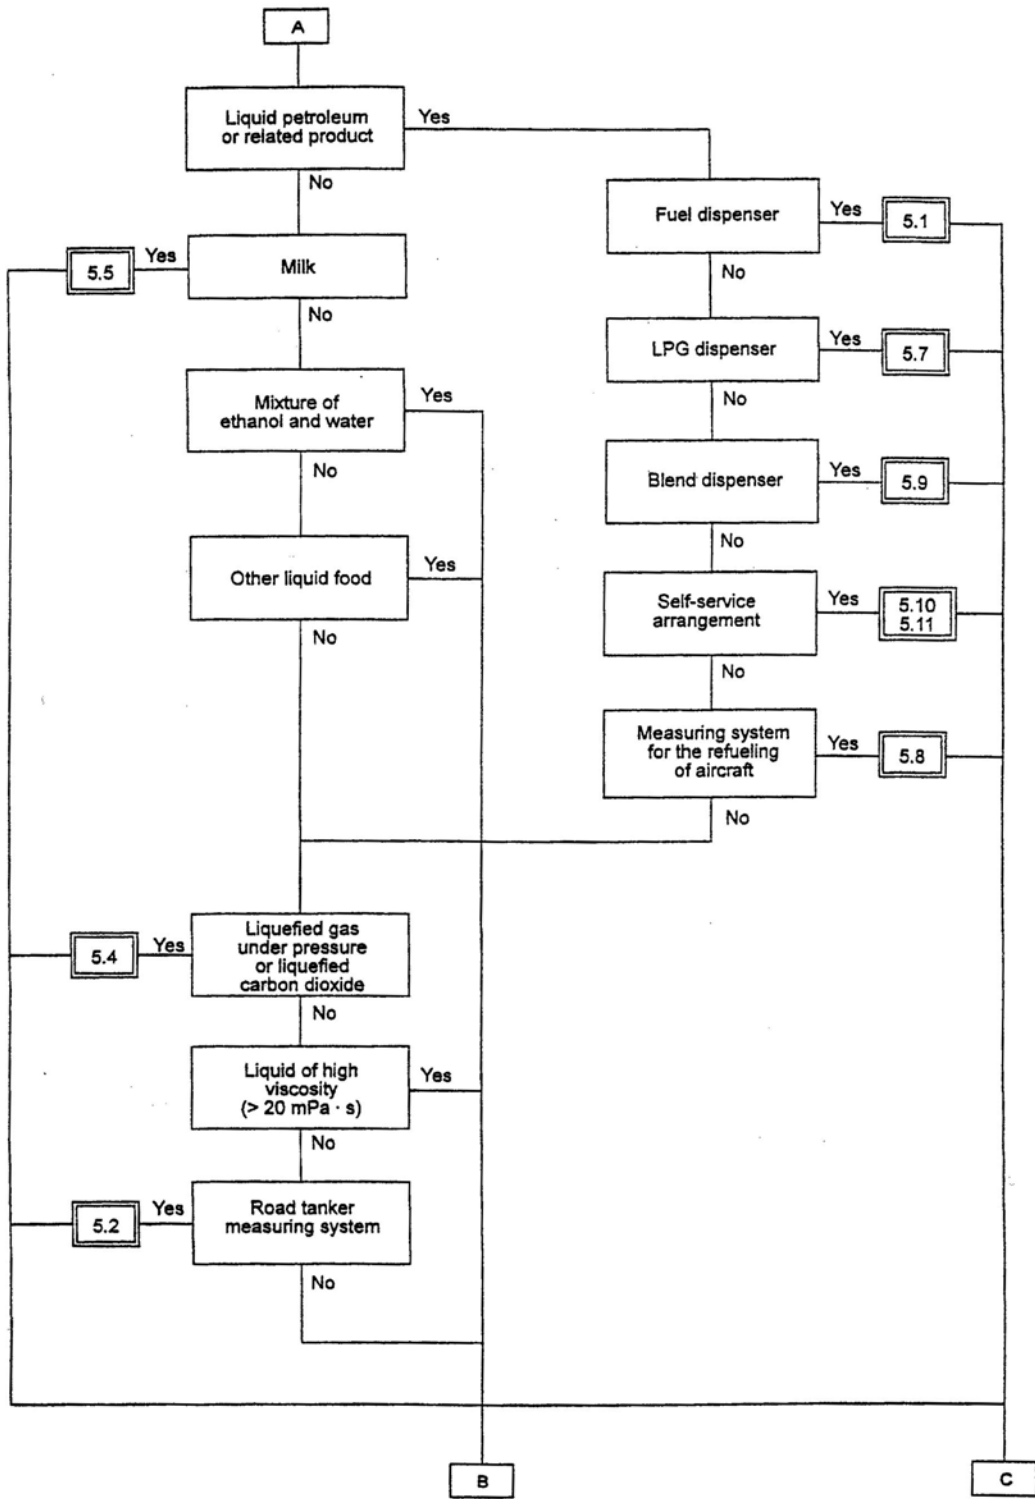 A
Liquid petroleum
or related product
Yes
No
Fuel dispenser
Yes
5.1
No
5.5
Yes
Milk
No
LPG dispenser
Yes
5.7
No
Mixture of
ethanol and water
Yes
No
Blend dispenser
Yes
5.9
No
Other liquid food
Yes
No
Self-service
arrangement
Yes
5.10
5.11
No
Measuring system
for the refueling
of aircraft
Yes
5.8
No
5.4
Yes
Liquefied gas
under pressure
or liquefied
carbon dioxide
No
Liquid of high
viscosity
(> 20 mPa · s)
Yes
No
5.2
Yes
Road tanker
measuring system
No
B
C